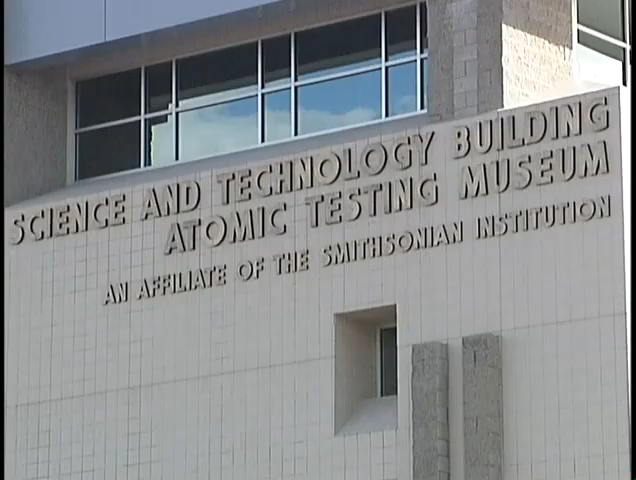 SCIENCE AND TECHNOLOGY BUILDING
ATOMIC TESTING MUSEUM
AN AFFILIATE OF THE SMITHSONIAN INSTITUTION